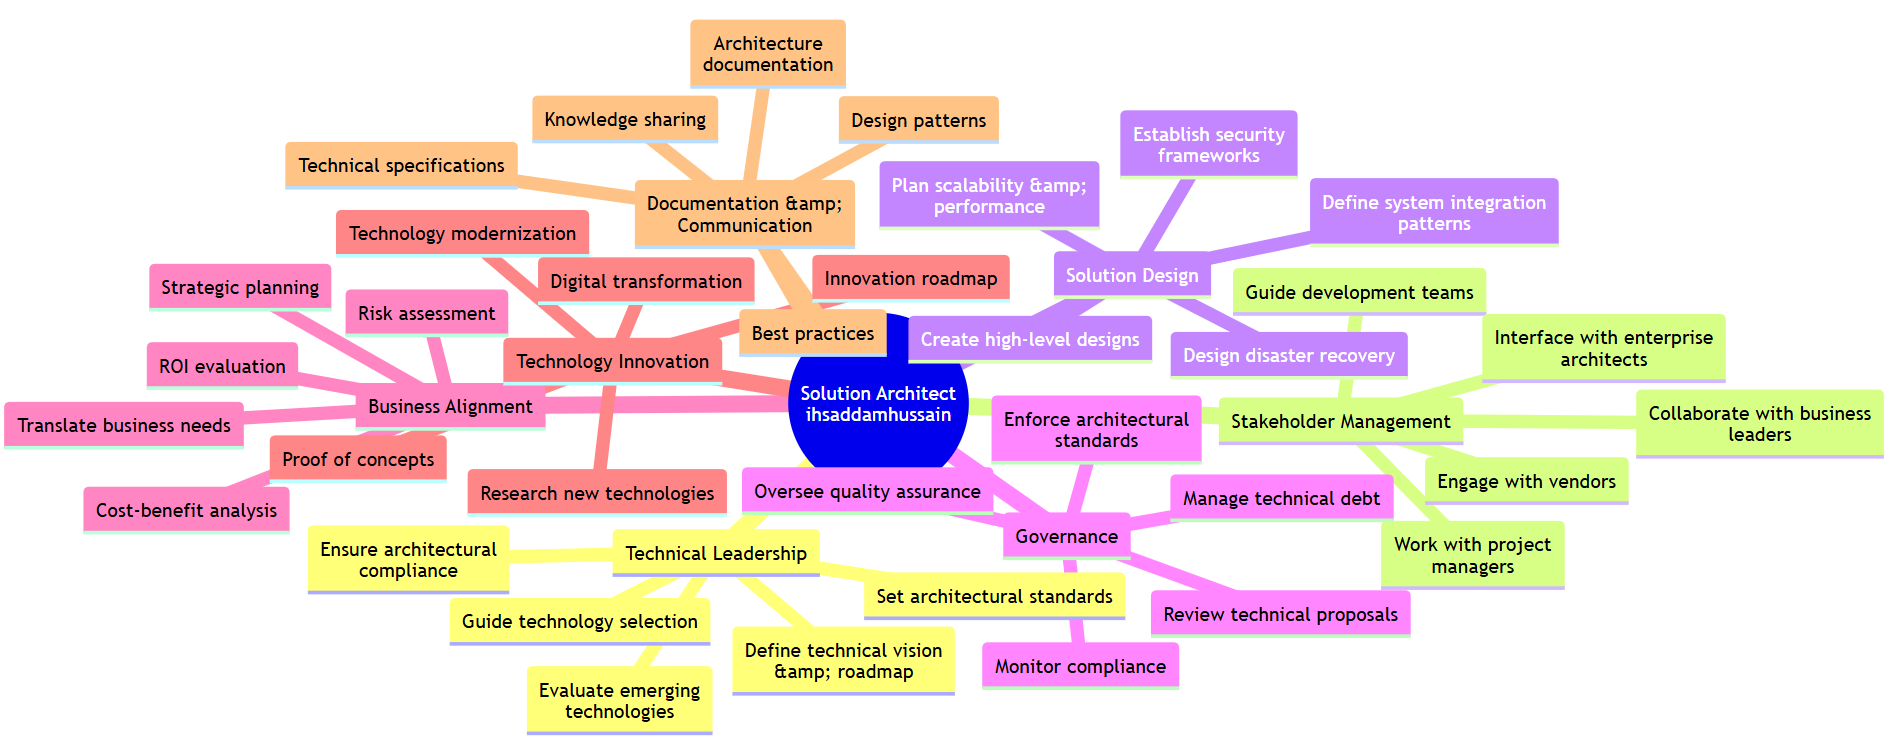 Architecture
documentation
Knowledge sharing
Design patterns
Technical specifications
Documentation &amp;
Communication
Best practices
Establish security
frameworks
Plan scalability &amp;
performance
Define system integration
patterns
Solution Design
Create high-level designs
Design disaster recovery
Technology modernization
Digital transformation
Innovation roadmap
Technology Innovation
Proof of concepts
Research new technologies
Strategic planning
Risk assessment
ROI evaluation
Business Alignment
Translate business needs
Cost-benefit analysis
Solution Architect
ihsaddamhussain
Guide development teams
Interface with enterprise
architects
Stakeholder Management
Collaborate with business
leaders
Engage with vendors
Work with project
managers
Enforce architectural
standards
Oversee quality assurance
Manage technical debt
Governance
Review technical proposals
Monitor compliance
Ensure architectural
compliance
Technical Leadership
Set architectural standards
Guide technology selection
Define technical vision
&amp; roadmap
Evaluate emerging
technologies